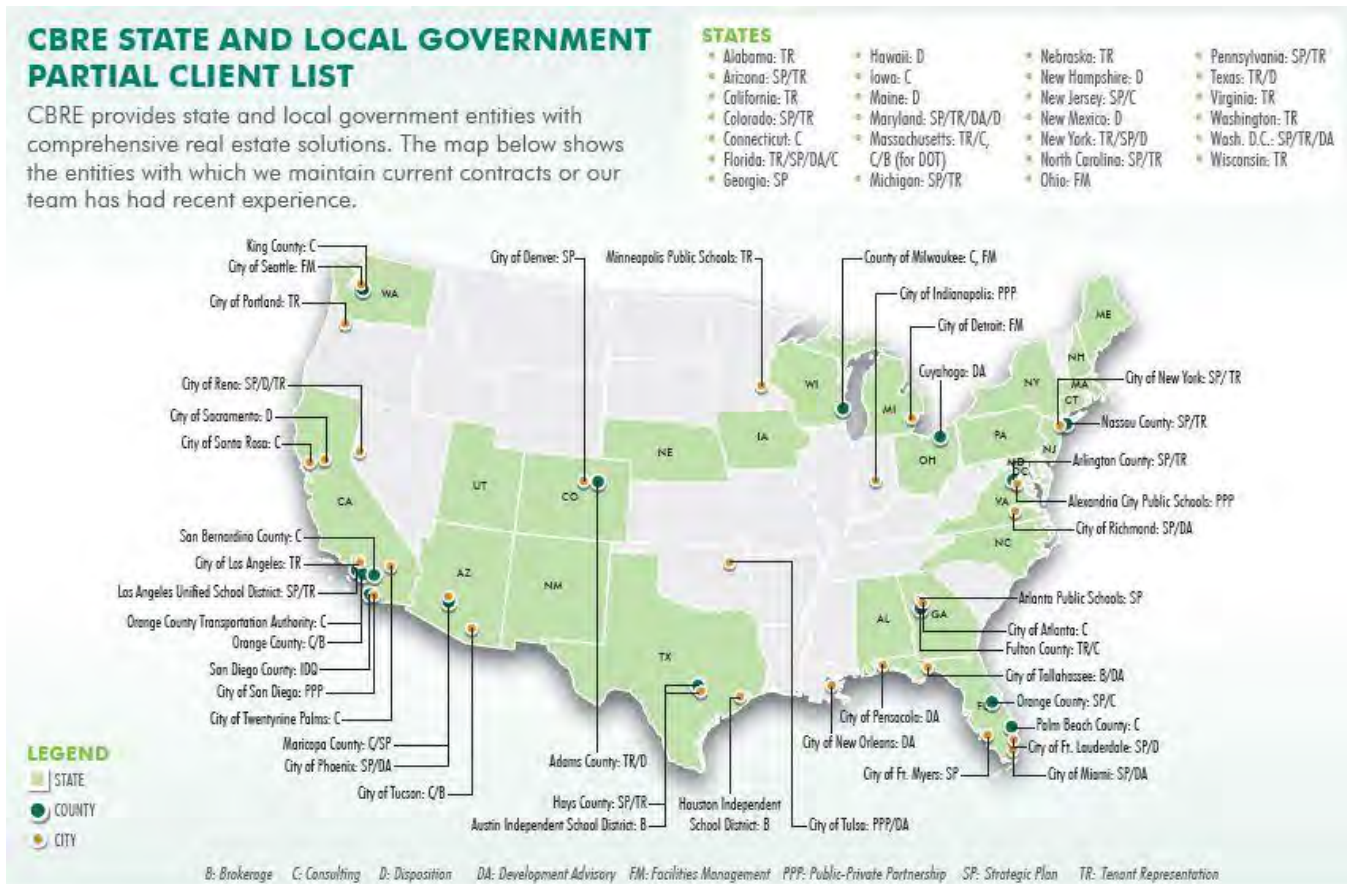 CBRE STATE AND LOCAL GOVERNMENT
PARTIAL CLIENT LIST
CBRE provides state and local government entities with
comprehensive real estate solutions. The map below shows
the entities with which we maintain current contracts or our
team has had recent experience.
STATES
Alabama: TR
Arizona: SP/TR
California: TR
Colorado: SP/TR
Connecticut: C
Florida: TR/SP/DA/C
Georgia: SP
Hawaii: D
Iowa: C
Maine: D
Maryland: SP/TR/DA/D
Massachusetts: TR/C,
C/B (for DOT)
Michigan: SP/TR
Nebraska: TR
New Hampshire: D
New Jersey: SP/C
New Mexico: D
New York: TR/SP/D
North Carolina: SP/TR
Ohio: FM
Pennsylvania: SP/TR
Texas: TR/D
Virginia: TR
Washington: TR
Wash. D.C.: SP/TR/DA
Wisconsin: TR
King County: C
City of Seattle: FM
City of Portland: TR
City of Reno: SP/D/TR
City of Sacramento: D
City of Santa Rosa: C
San Bernardino County: C
City of Los Angeles: TR
Los Angeles Unified School District: SP/TR
Orange County Transportation Authority: C
Orange County: C/B
San Diego County: IDQ
City of San Diego: PPP
City of Twentynine Palms: C
Maricopa County: C/SP
City of Phoenix: SP/DA
City of Tucson: C/B
City of Denver: SP
Minneapolis Public Schools: TR
County of Milwaukee: C, FM
City of Indianapolis: PPP
City of Detroit: FM
Cuyahoga: DA
City of New York: SP/ TR
Nassau County: SP/TR
Arlington County: SP/TR
Alexandria City Public Schools: PPP
City of Richmond: SP/DA
Atlanta Public Schools: SP
City of Atlanta: C
Fulton County: TR/C
City of Tallahassee: B/DA
Orange County: SP/C
Palm Beach County: C
City of Ft. Lauderdale: SP/D
City of Miami: SP/DA
City of Ft. Myers: SP
City of Pensacola: DA
City of New Orleans: DA
City of Tulsa: PPP/DA
Houston Independent
School District: B
Adams County: TR/D
Hays County: SP/TR
Austin Independent School District: B
WA
CA
UT
AZ
CO
NM
NE
IA
TX
WI
MI
OH
PA
NY
ME
NH
MA
CT
NJ
MD
DC
VA
NC
AL
GA
FL
LEGEND
STATE
COUNTY
CITY
B: Brokerage C: Consulting D: Disposition DA: Development Advisory FM: Facilities Management PPP: Public-Private Partnership SP: Strategic Plan TR: Tenant Representation